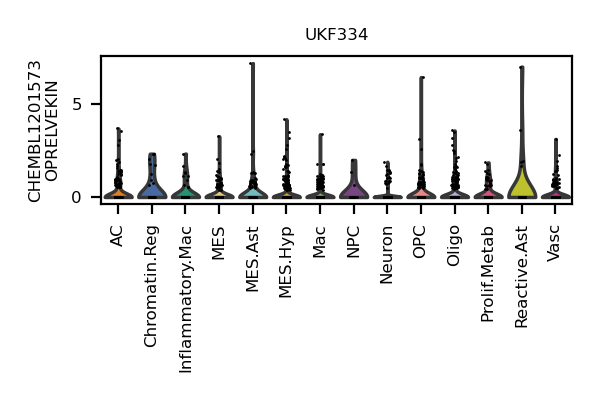 UKF334
CHEMBL1201573
OPRELVEKIN
5
0
AC
Chromatin.Reg
Inflammatory.Mac
MES
MES.Ast
MES.Hyp
Mac
NPC
Neuron
OPC
Oligo
Prolif.Metab
Reactive.Ast
Vasc